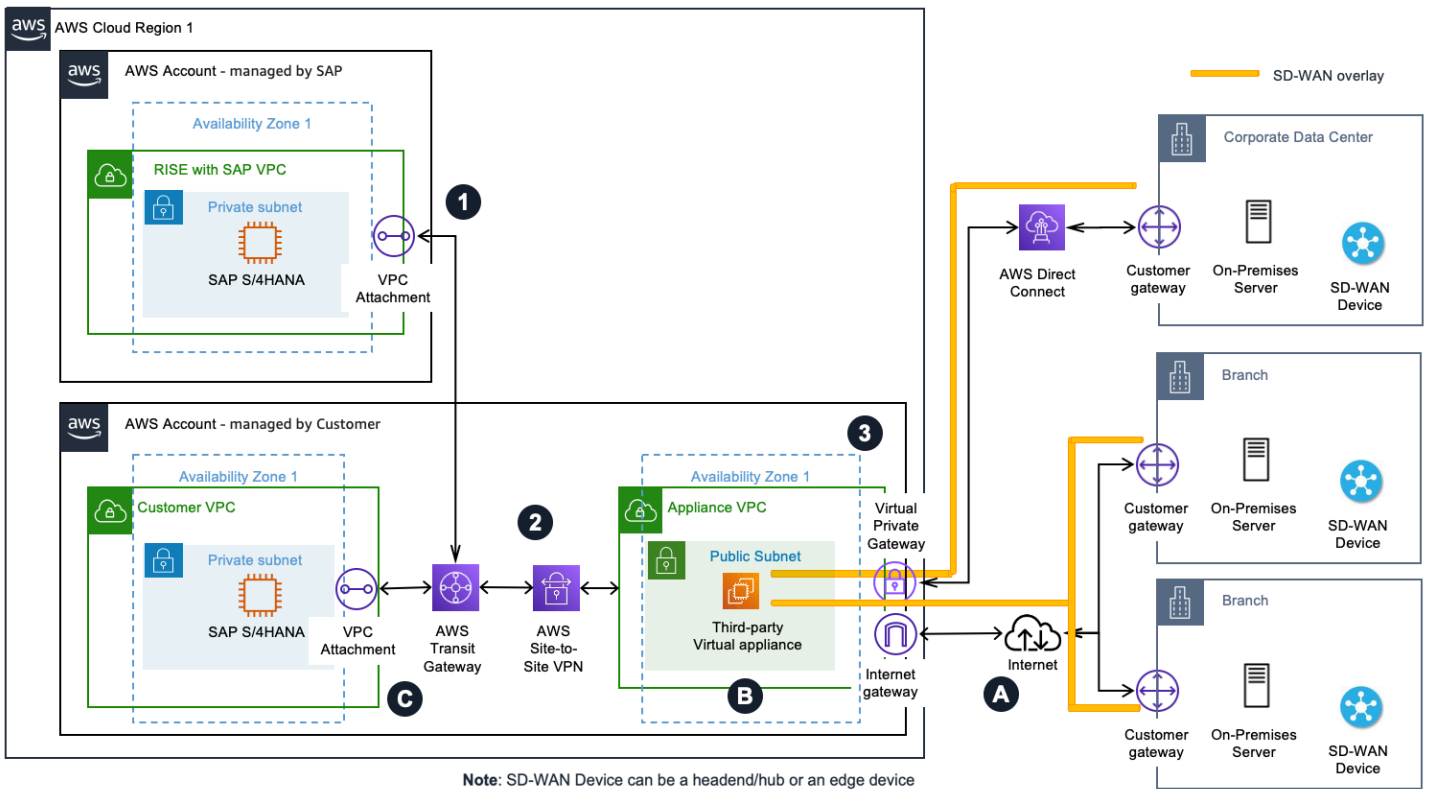 aws
AWS Cloud Region 1
aws
AWS Account - managed by SAP
Availability Zone 1
RISE with SAP VPC
Private subnet
SAP S/4HANA
VPC
Attachment
1
SD-WAN overlay
Corporate Data Center
AWS Direct
Connect
Customer
gateway
On-Premises
Server
SD-WAN
Device
aws
AWS Account - managed by Customer
3
Availability Zone 1
Customer VPC
Private subnet
SAP S/4HANA
VPC
Attachment
C
AWS
Transit
Gateway
2
AWS
Site-to-
Site VPN
Availability Zone 1
Appliance VPC
Public Subnet
Third-party
Virtual appliance
B
Virtual
Private
Gateway
Internet
gateway
A
Internet
Branch
Customer
gateway
On-Premises
Server
SD-WAN
Device
Branch
Customer
gateway
On-Premises
Server
SD-WAN
Device
Note: SD-WAN Device can be a headend/hub or an edge device